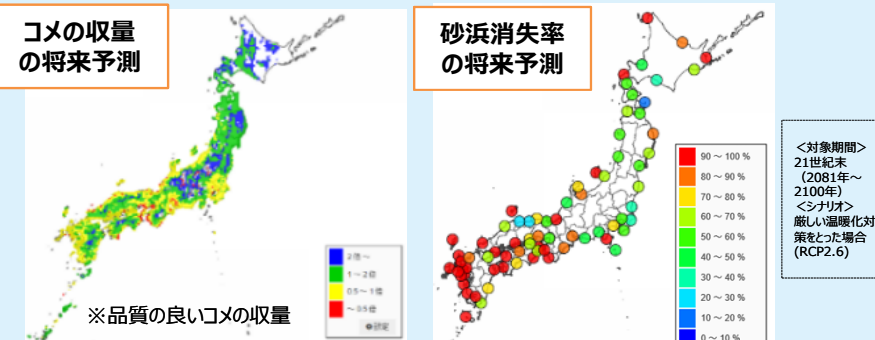 コメの収量
の将来予測
2倍～
1～2倍
0.5～1倍
～0.5倍
※品質の良いコメの収量
砂浜消失率
の将来予測
90 ～ 100 %
80 ～ 90 %
70 ～ 80 %
60 ～ 70 %
50 ～ 60 %
40 ～ 50 %
30 ～ 40 %
20 ～ 30 %
10 ～ 20 %
0 ～ 10 %
＜対象期間＞
21世紀末
（2081年～
2100年）
＜シナリオ＞
厳しい温暖化対
策をとった場合
(RCP2.6)